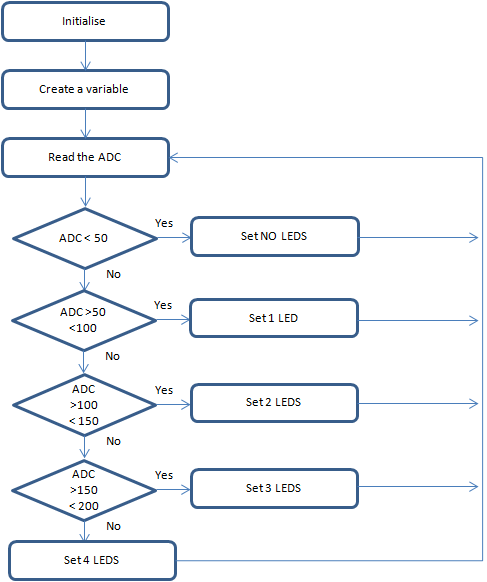 Initialise
Create a variable
Read the ADC
ADC < 50
Yes
Set NO LEDS
No
ADC >50
<100
Yes
Set 1 LED
No
ADC
>100
< 150
Yes
Set 2 LEDS
No
ADC
>150
< 200
Yes
Set 3 LEDS
No
Set 4 LEDS